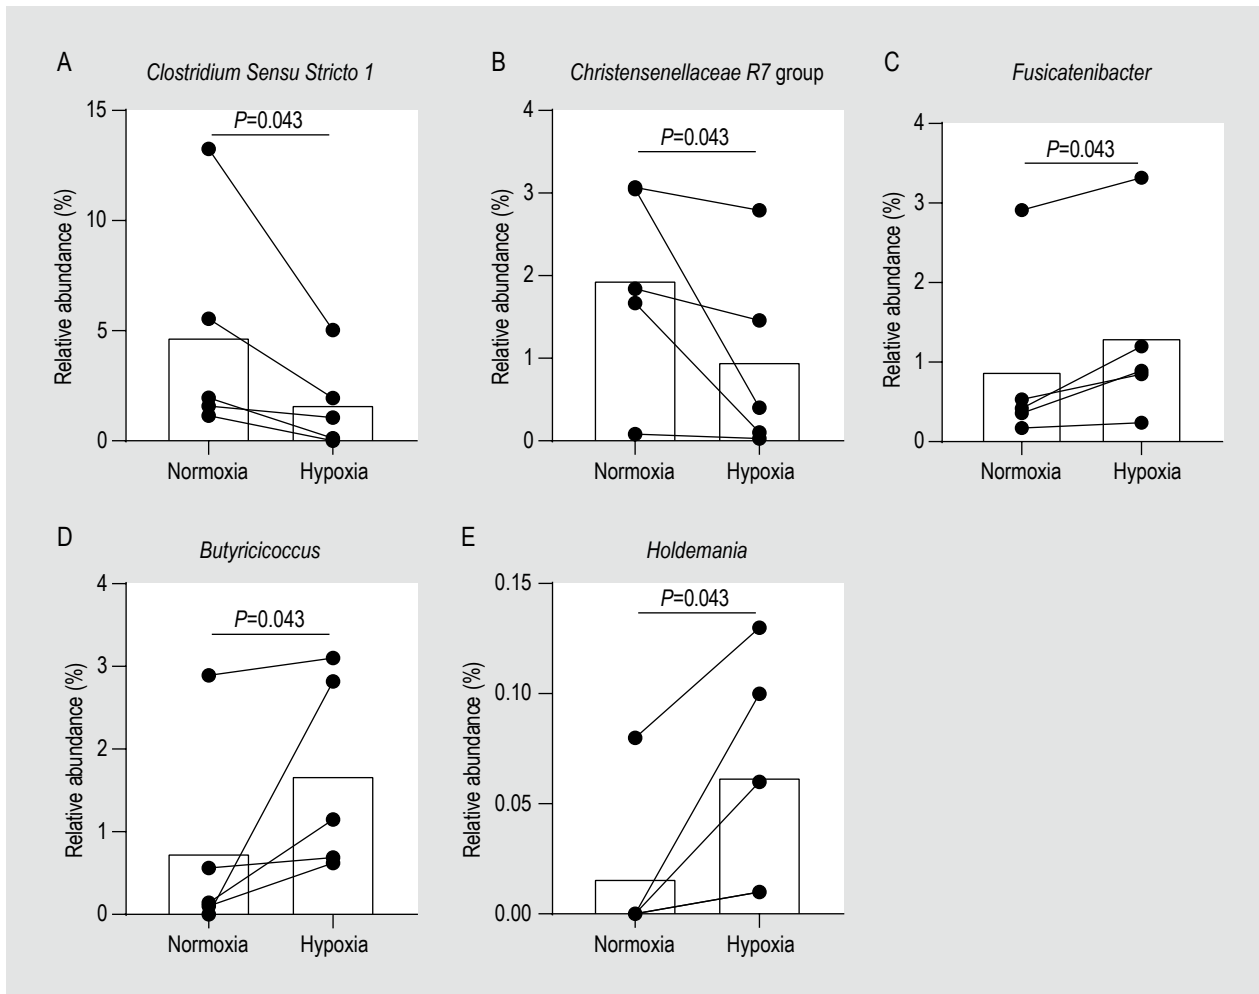 A
Clostridium Sensu Stricto 1
P=0.043
15
10
5
0
Relative abundance (%)
Normoxia
Hypoxia
B
Christensenellaceae R7 group
P=0.043
4
3
2
1
0
Relative abundance (%)
Normoxia
Hypoxia
C
Fusicatenibacter
P=0.043
4
3
2
1
0
Relative abundance (%)
Normoxia
Hypoxia
D
Butyricicoccus
P=0.043
4
3
2
1
0
Relative abundance (%)
Normoxia
Hypoxia
E
Holdemania
P=0.043
0.15
0.10
0.05
0.00
Relative abundance (%)
Normoxia
Hypoxia